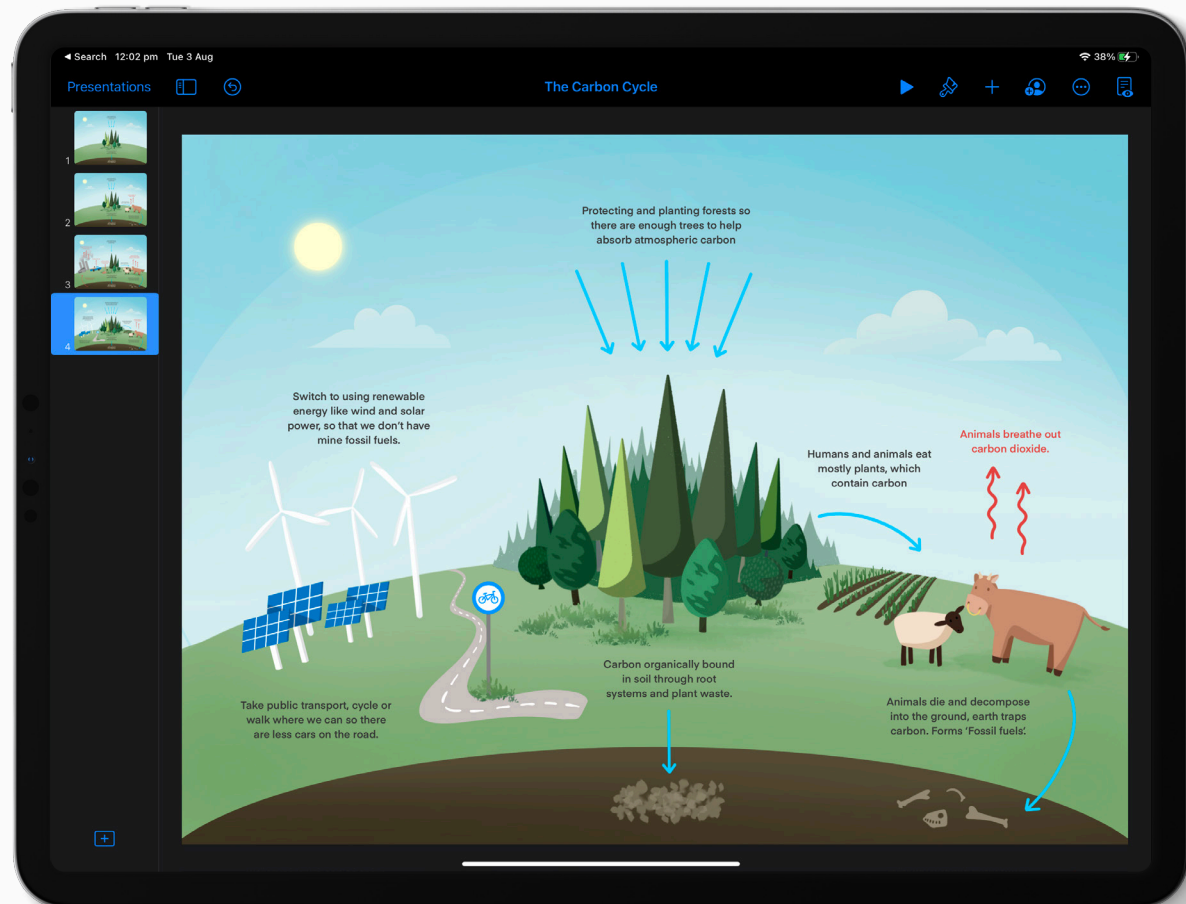 Search 12:02 pm Tue 3 Aug
38%
Presentations
The Carbon Cycle
1
2
3
4
Protecting and planting forests so
there are enough trees to help
absorb atmospheric carbon
Switch to using renewable
energy like wind and solar
power, so that we don't have
mine fossil fuels.
Humans and animals eat
mostly plants, which
contain carbon
Animals breathe out
carbon dioxide.
Take public transport, cycle or
walk where we can so there
are less cars on the road.
Carbon organically bound
in soil through root
systems and plant waste.
Animals die and decompose
into the ground, earth traps
carbon. Forms 'Fossil fuels'.